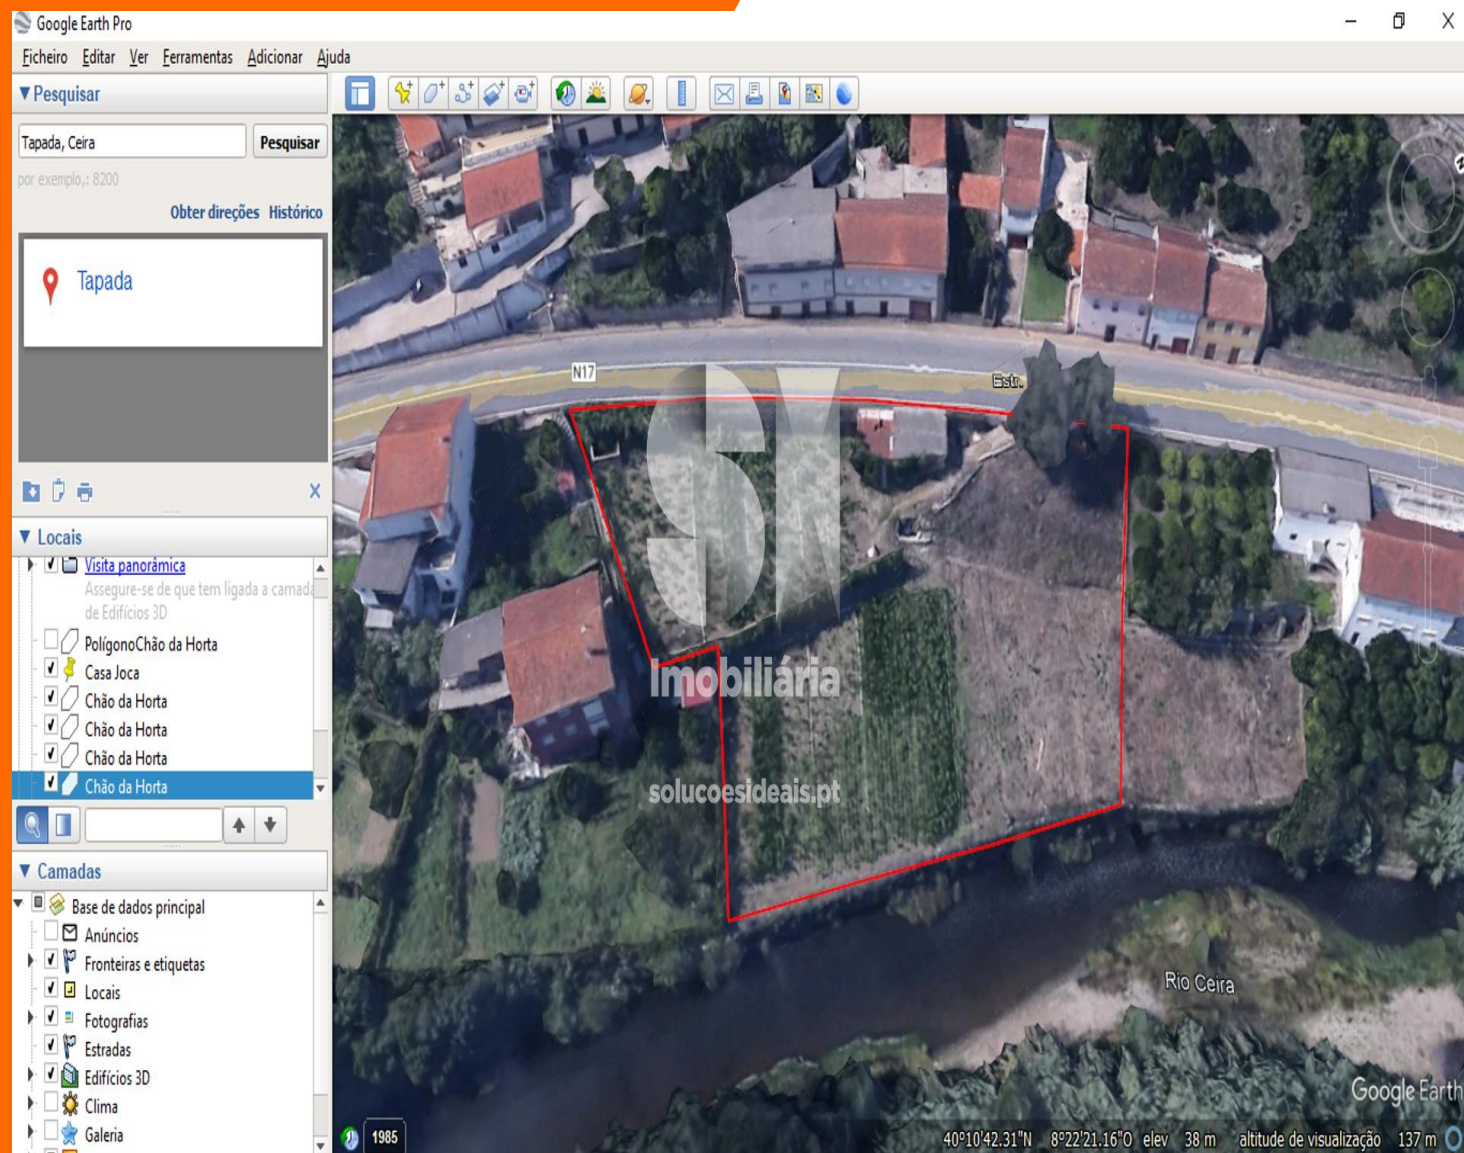 Google Earth Pro
Ficheiro Editar Ver Ferramentas Adicionar Ajuda
Pesquisar
Tapada, Ceira
Pesquisar
por exemplo,: 8200
Obter direções Histórico
Tapada
Locais
Visita panorâmica
Assegure-se de que tem ligada a camada
de Edifícios 3D
PolígonoChão da Horta
Casa Joca
Chão da Horta
Chão da Horta
Chão da Horta
Chão da Horta
Camadas
Base de dados principal
Anúncios
Fronteiras e etiquetas
Locais
Fotografias
Estradas
Edifícios 3D
Clima
Galeria
N17
Estr.
SI
Imobiliária
solucoesideais.pt
Rio Ceira
Google Earth
1985
40º10'42.31"N 8º22'21.16"O elev 38 m altitude de visualização 137 m